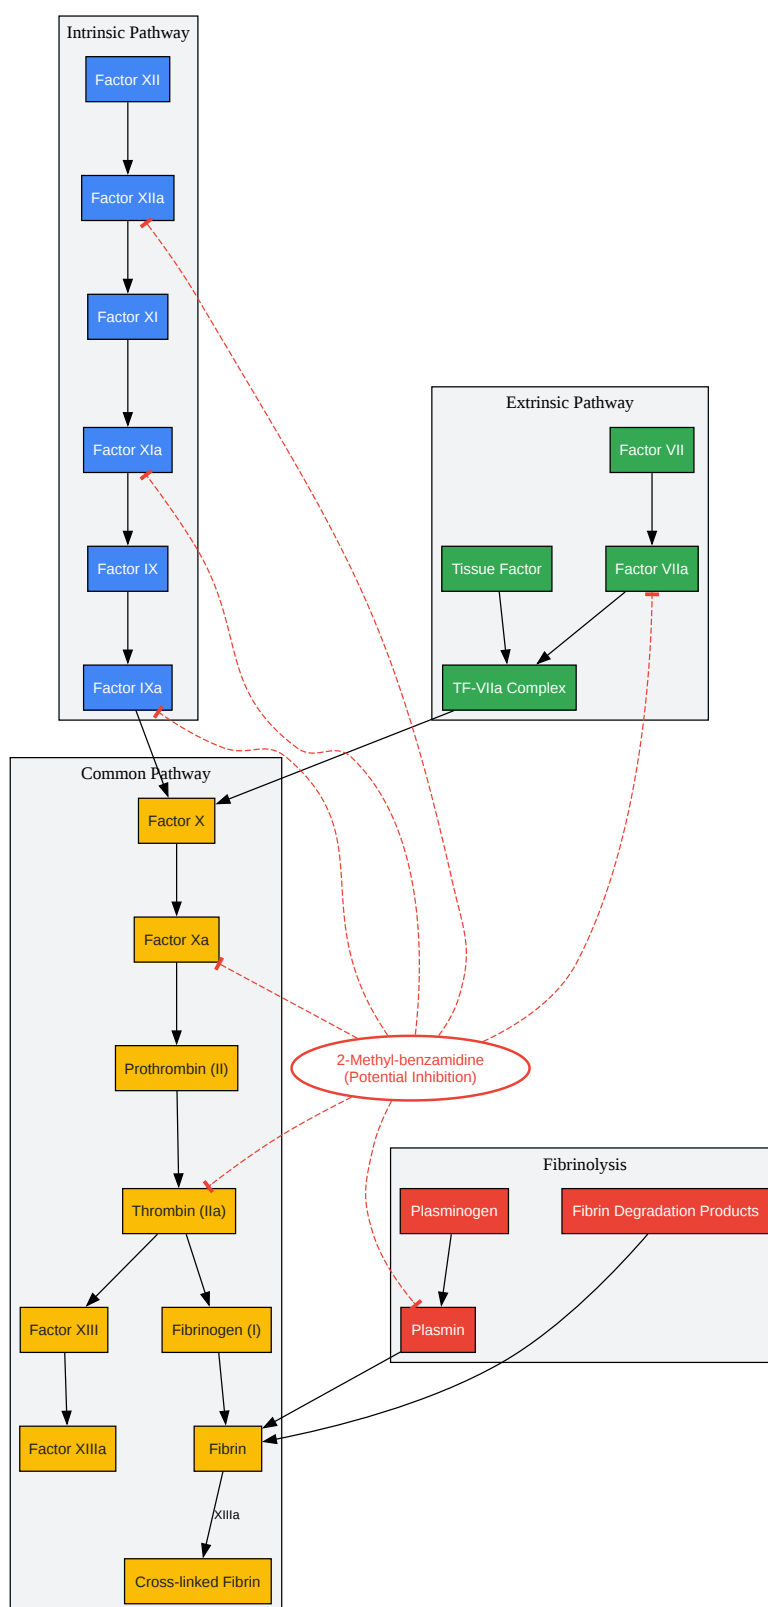 Intrinsic Pathway
Factor XII
Factor XIIa
Factor XI
Factor XIa
Factor IX
Factor IXa
Extrinsic Pathway
Factor VII
Tissue Factor
Factor VIIa
TF-VIIa Complex
Common Pathway
Factor X
Factor Xa
Prothrombin (II)
Thrombin (IIa)
Factor XIII
Fibrinogen (I)
Factor XIIIa
Fibrin
XIIIa
Cross-linked Fibrin
2-Methyl-benzamidine
(Potential Inhibition)
Fibrinolysis
Plasminogen
Fibrin Degradation Products
Plasmin